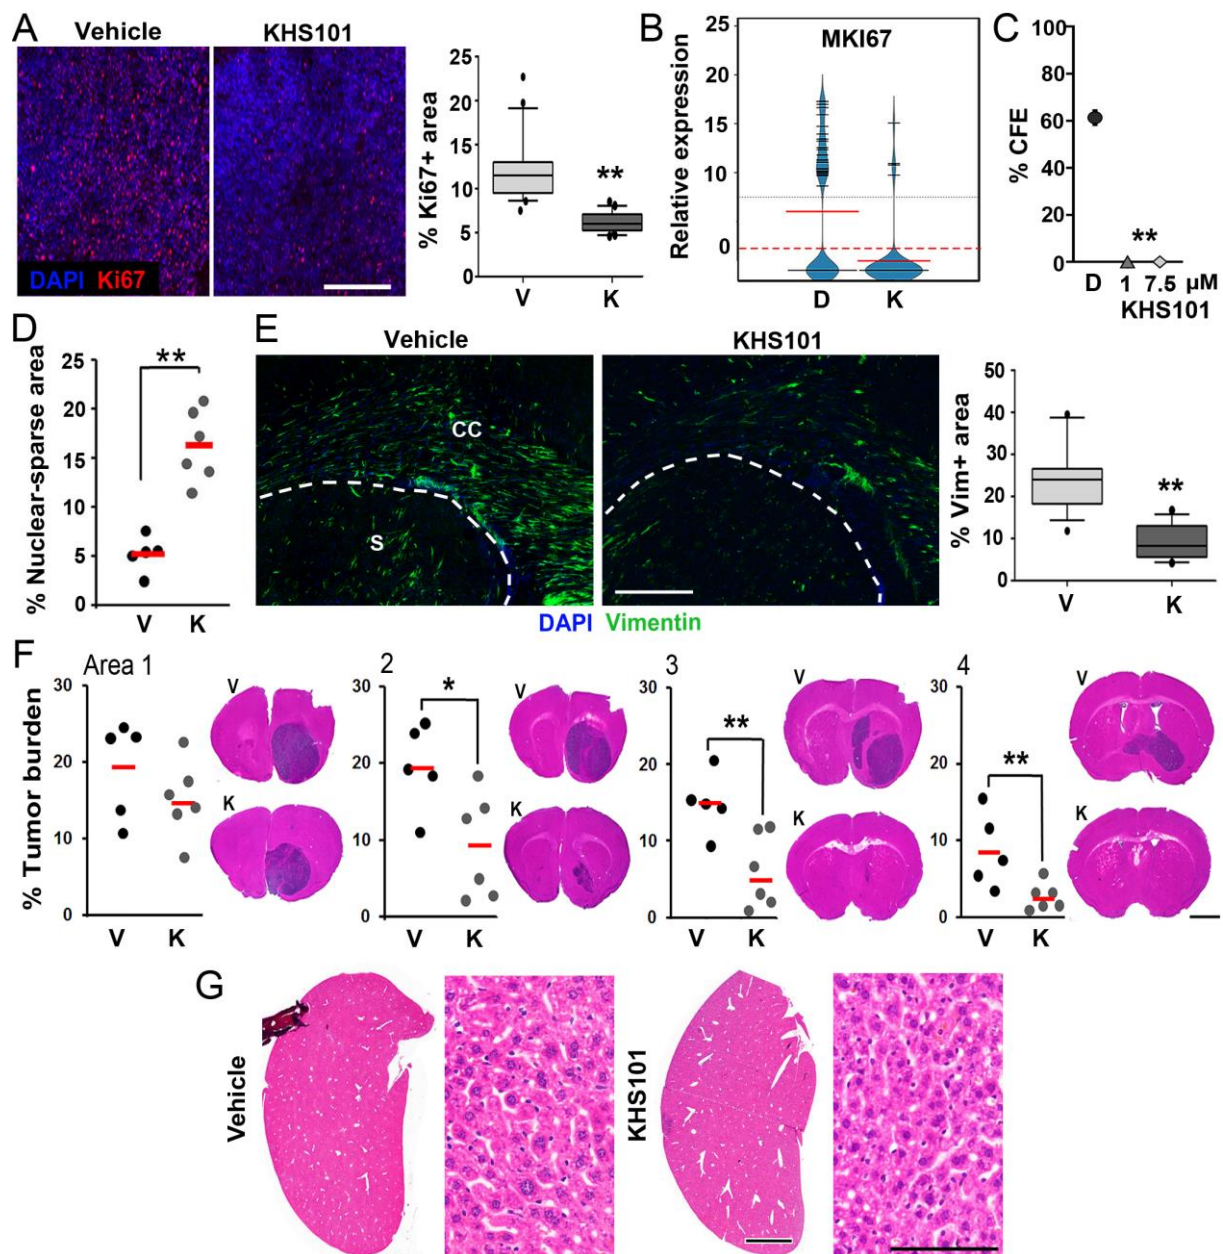 A
Vehicle
KHS101
DAPI Ki67
% Ki67+ area
25
20
15
10
5
0
**
V
K
B
MKI67
Relative expression
25
20
15
10
0
D
K
C
% CFE
100
80
60
40
20
0
**
D 1 7.5 µM
KHS101
D
% Nuclear-sparse area
25
20
15
10
5
0
**
V
K
E
Vehicle
KHS101
CC
S
DAPI Vimentin
% Vim+ area
50
40
30
20
10
0
**
V
K
F
% Tumor burden
Area 1
30
20
10
0
V
K
V
K
2
30
20
10
0
*
V
K
V
K
3
30
20
10
0
**
V
K
V
K
4
30
20
10
0
**
V
K
V
K
G
Vehicle
KHS101